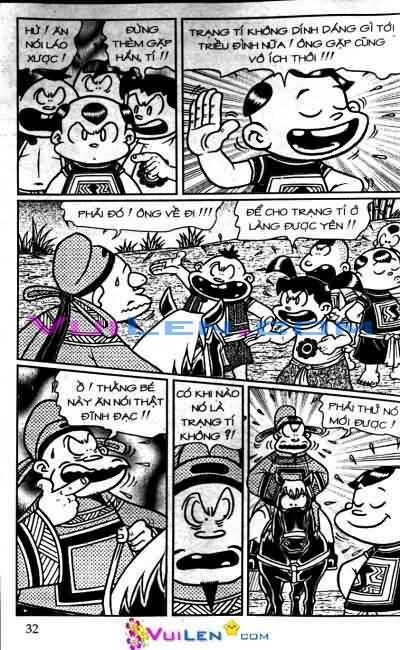 HỨ! ĂN
NÓI LÁO
XƯỢC!
ĐỪNG
THÈM GẶP
HẮN, TÍ!!
TRẠNG TÍ KHÔNG DÍNH DÁNG GÌ TỚI
TRIỀU ĐÌNH NỮA! ÔNG GẶP CŨNG
VÔ ÍCH THÔI!!!
PHẢI ĐÓ! ÔNG VỀ ĐI!!!
ĐỂ CHO TRẠNG TÍ Ở
LÀNG ĐƯỢC YÊN!!
VUILEN.COM
Ồ! THẰNG BÉ
NÀY ĂN NÓI THẬT
ĐĨNH ĐẠC!!
CÓ KHI NÀO
NÓ LÀ
TRẠNG TÍ
KHÔNG?!
PHẢI THỬ NÓ
MỚI ĐƯỢC!
32
VUILEN.COM